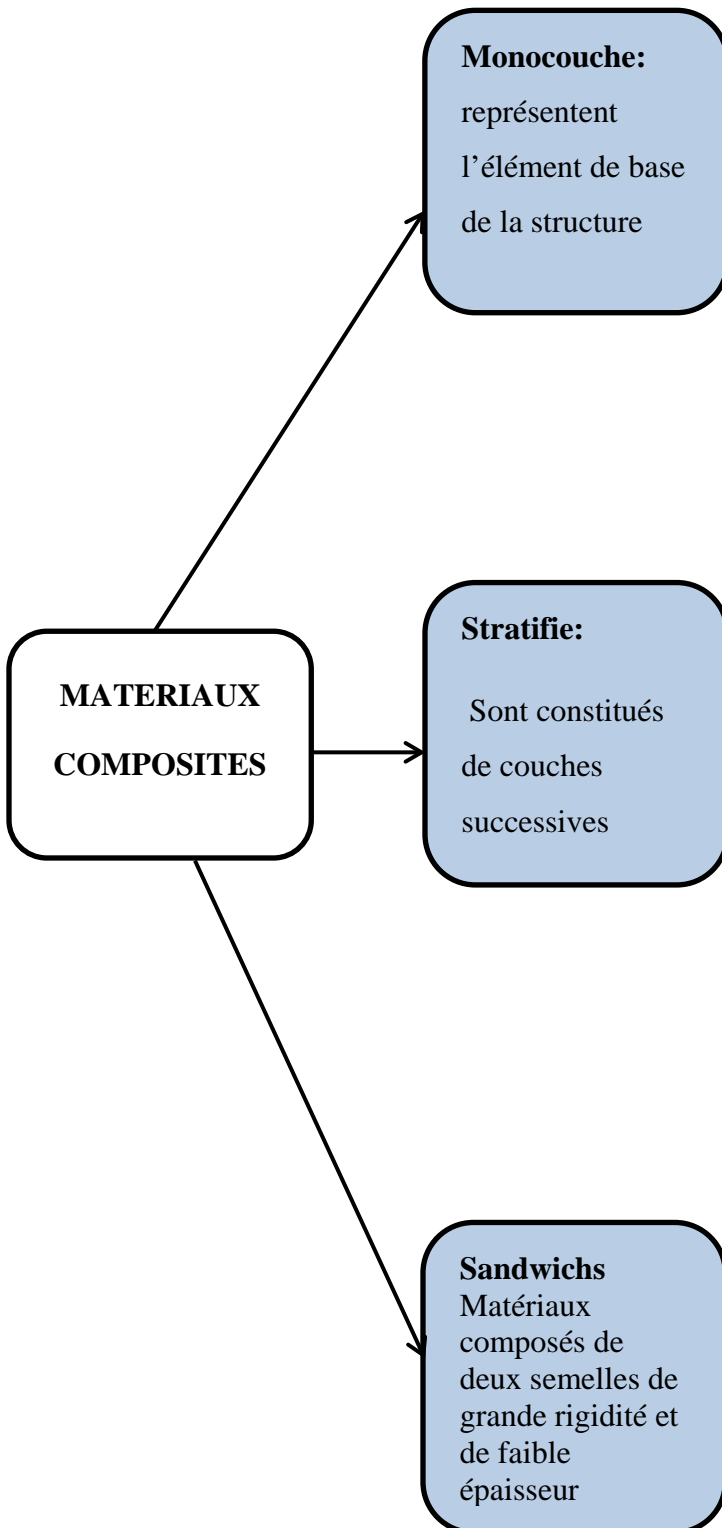 Monocouche:
représentent
l’élément de base
de la structure
MATERIAUX
COMPOSITES
Stratifie:
Sont constitués
de couches
successives
Sandwichs
Matériaux
composés de
deux semelles de
grande rigidité et
de faible
épaisseur